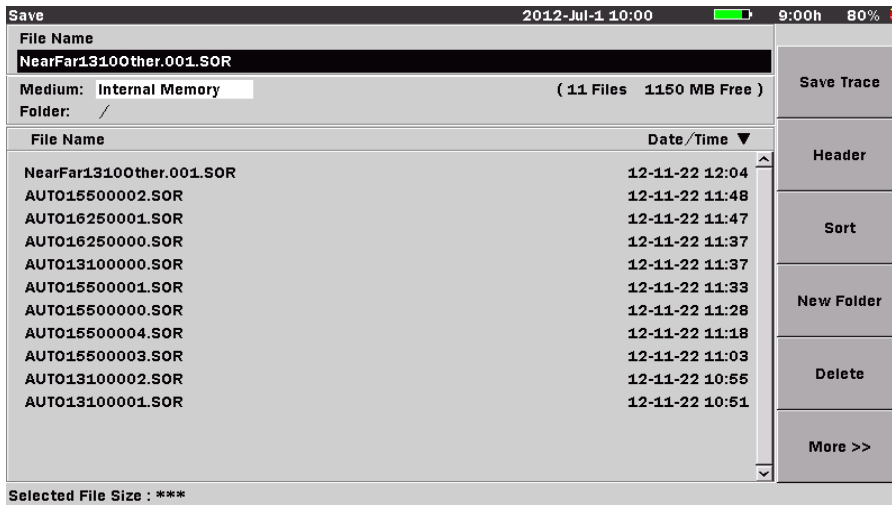 Save 2012-Jul-1 10:00 9:00h 80%
File Name
NearFar1310Other.001.SOR
Medium: Internal Memory ( 11 Files 1150 MB Free )
Folder: /
File Name Date/Time ▼
NearFar1310Other.001.SOR 12-11-22 12:04
AUTO15500002.SOR 12-11-22 11:48
AUTO16250001.SOR 12-11-22 11:47
AUTO16250000.SOR 12-11-22 11:37
AUTO13100000.SOR 12-11-22 11:37
AUTO15500001.SOR 12-11-22 11:33
AUTO15500000.SOR 12-11-22 11:28
AUTO15500004.SOR 12-11-22 11:18
AUTO15500003.SOR 12-11-22 11:03
AUTO13100002.SOR 12-11-22 10:55
AUTO13100001.SOR 12-11-22 10:51
Selected File Size : ***
Save Trace
Header
Sort
New Folder
Delete
More >>